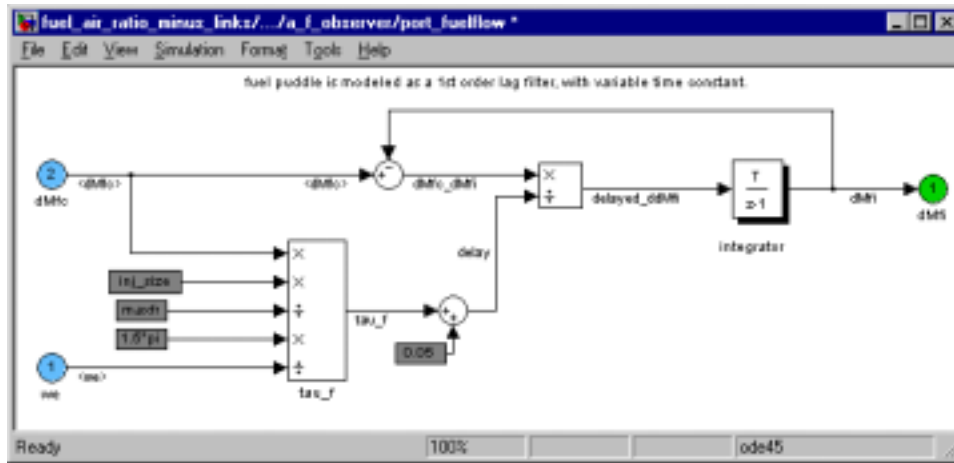 fuel_air_ratio_minus_links/.../a_f_observer/port_fuelflow *
File Edit View Simulation Format Tools Help
fuel puddle is modeled as a 1st order lag filter, with variable time constant.
2
<dMfc>
dMfc
<dMfc>
+
-
dMfc_dMfi
×
÷
delayed_ddMfi
T
z-1
integrator
dMfi
1
dMfi
delay
inj_size
1.5*pi
×
×
÷
×
÷
tau_f
tau_f
+
+
0.05
1
<we>
we
Ready
100%
ode45